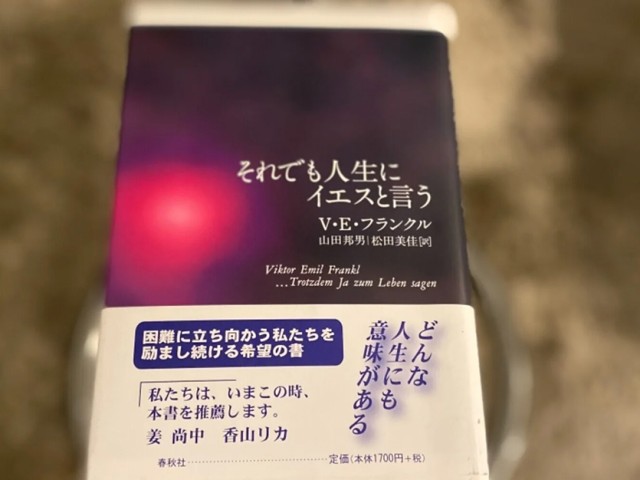 それでも人生に
イエスと言う
V・E・フランクル
山田邦男|松田美佳[訳]
Viktor Emil Frankl
...Trotzdem Ja zum Leben sagen
困難に立ち向かう私たちを
励まし続ける希望の書
どんな
人生にも
意味がある
「私たちは、いまこの時、
本書を推薦します。
姜 尚中 香山リカ
春秋社 定価(本体1700円+税)